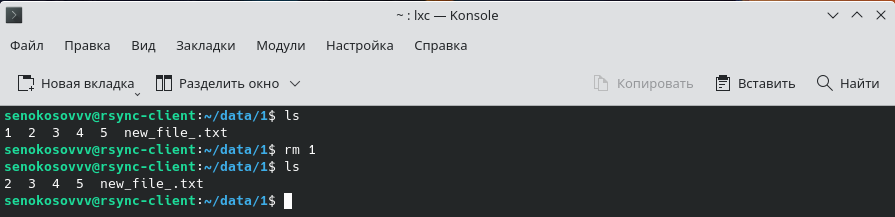 ~ : lxc — Konsole
Файл Правка Вид Закладки Модули Настройка Справка
Новая вкладка Разделить окно Копировать Вставить Найти
senokosovvv@rsync-client:~/data/1$ ls
1 2 3 4 5 new_file_.txt
senokosovvv@rsync-client:~/data/1$ rm 1
senokosovvv@rsync-client:~/data/1$ ls
2 3 4 5 new_file_.txt
senokosovvv@rsync-client:~/data/1$